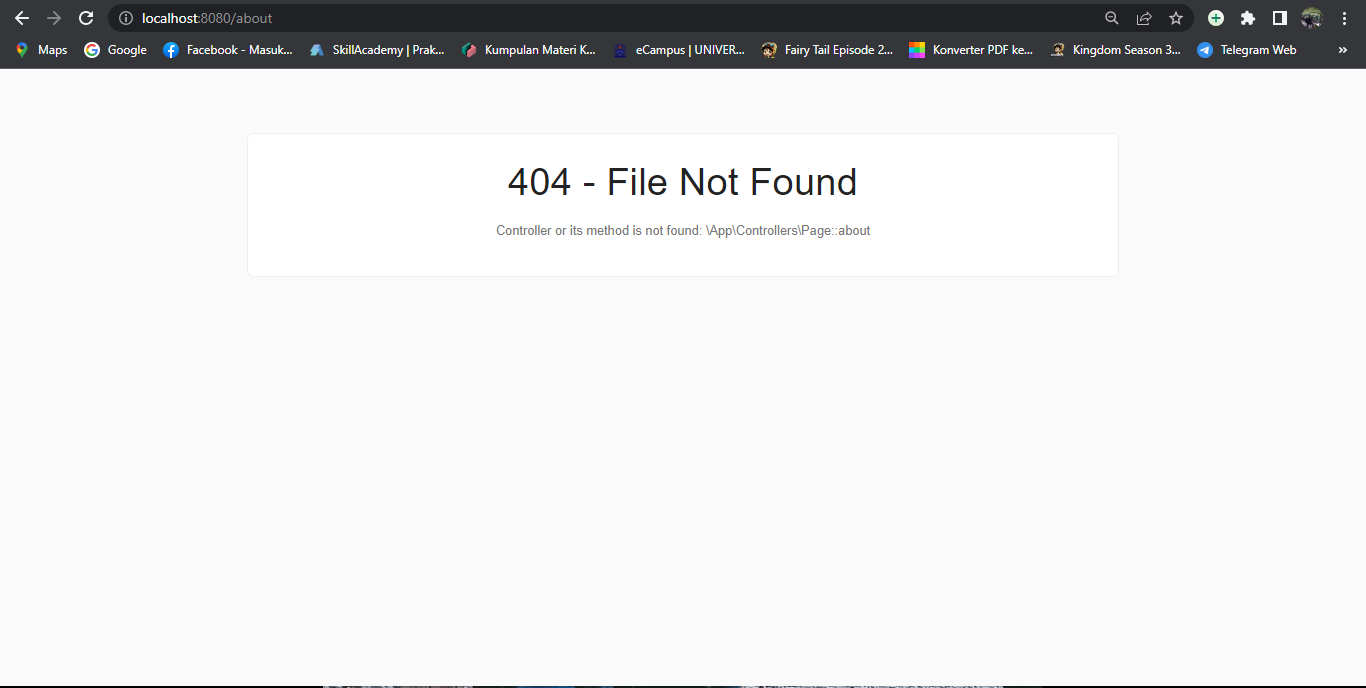 localhost:8080/about
Maps Google Facebook - Masuk... SkillAcademy | Prak... Kumpulan Materi K... eCampus | UNIVER... Fairy Tail Episode 2... Konverter PDF ke... Kingdom Season 3... Telegram Web »
404 - File Not Found
Controller or its method is not found: \App\Controllers\Page::about